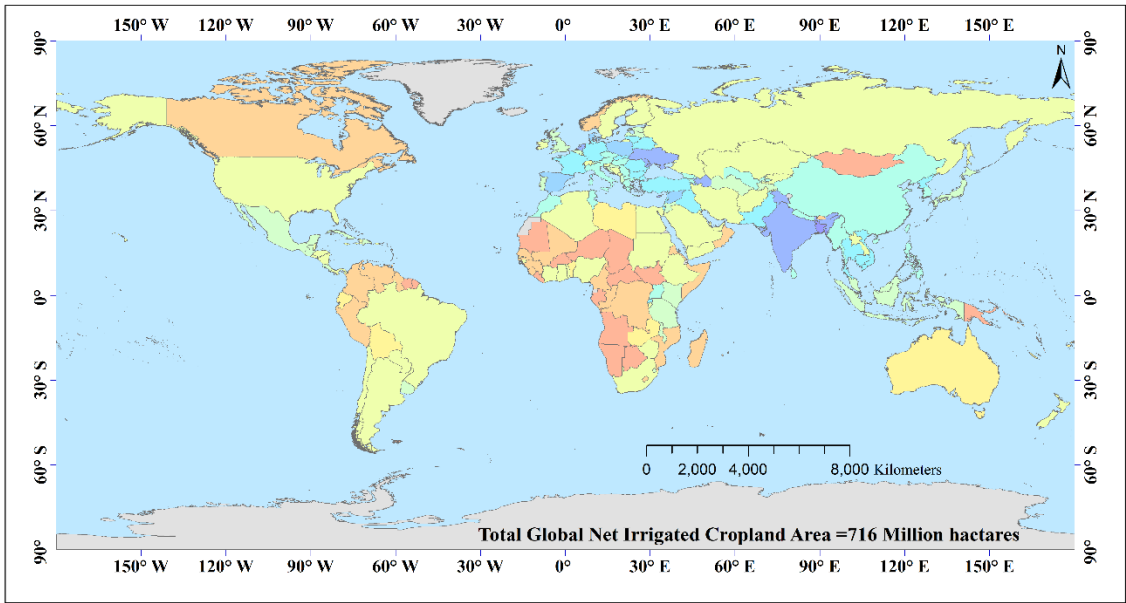 150° W 120° W 90° W 60° W 30° W 0° 30° E 60° E 90° E 120° E 150° E
90° 90°
N
60° N 60° N
30° N 30° N
0° 0°
30° S 30° S
0 2,000 4,000 8,000 Kilometers
60° S 60° S
Total Global Net Irrigated Cropland Area =716 Million hactares
90° 90°
150° W 120° W 90° W 60° W 30° W 0° 30° E 60° E 90° E 120° E 150° E